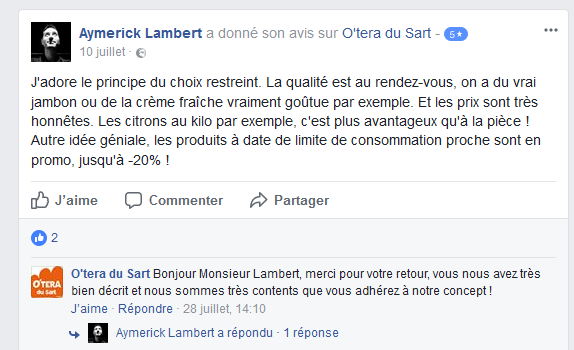 Aymerick Lambert a donné son avis sur O'tera du Sart - 5★
10 juillet ·
J'adore le principe du choix restreint. La qualité est au rendez-vous, on a du vrai
jambon ou de la crème fraîche vraiment goûtue par exemple. Et les prix sont très
honnêtes. Les citrons au kilo par exemple, c'est plus avantageux qu'à la pièce !
Autre idée géniale, les produits à date de limite de consommation proche sont en
promo, jusqu'à -20% !
J'aime Commenter Partager
2
O'TERA
du Sart
O'tera du Sart Bonjour Monsieur Lambert, merci pour votre retour, vous nous avez très
bien décrit et nous sommes très contents que vous adhérez à notre concept !
J'aime · Répondre · 28 juillet, 14:10
Aymerick Lambert a répondu · 1 réponse